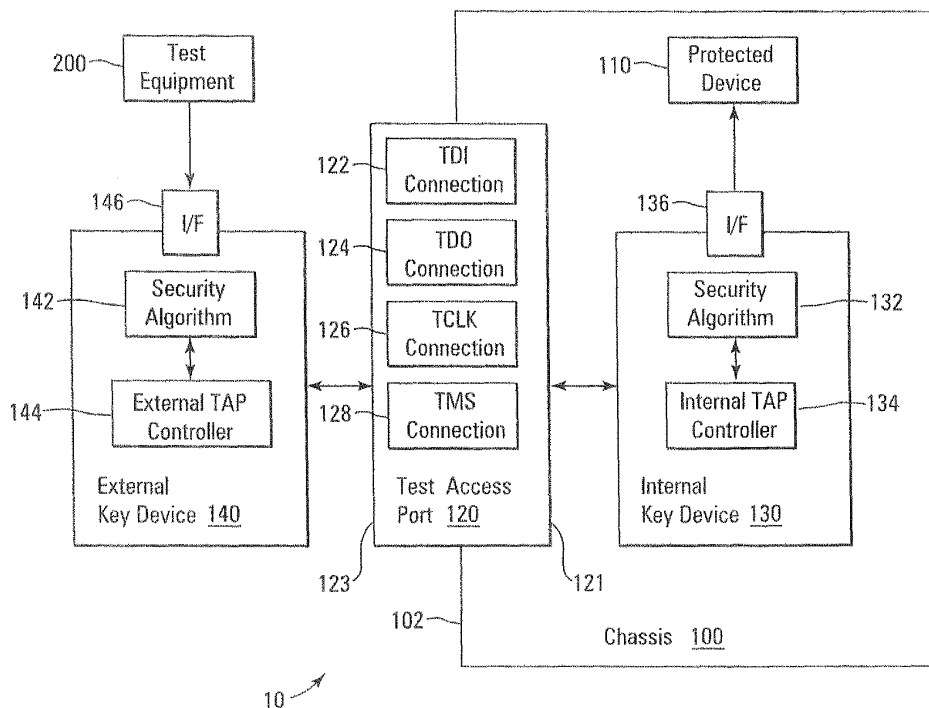 200
Test
Equipment
110
Protected
Device
122
TDI
Connection
146
I/F
136
I/F
124
TDO
Connection
142
Security
Algorithm
132
Security
Algorithm
126
TCLK
Connection
144
External TAP
Controller
128
TMS
Connection
134
Internal TAP
Controller
External
Key Device 140
Test Access
Port 120
Internal
Key Device 130
123
121
102
Chassis 100
10